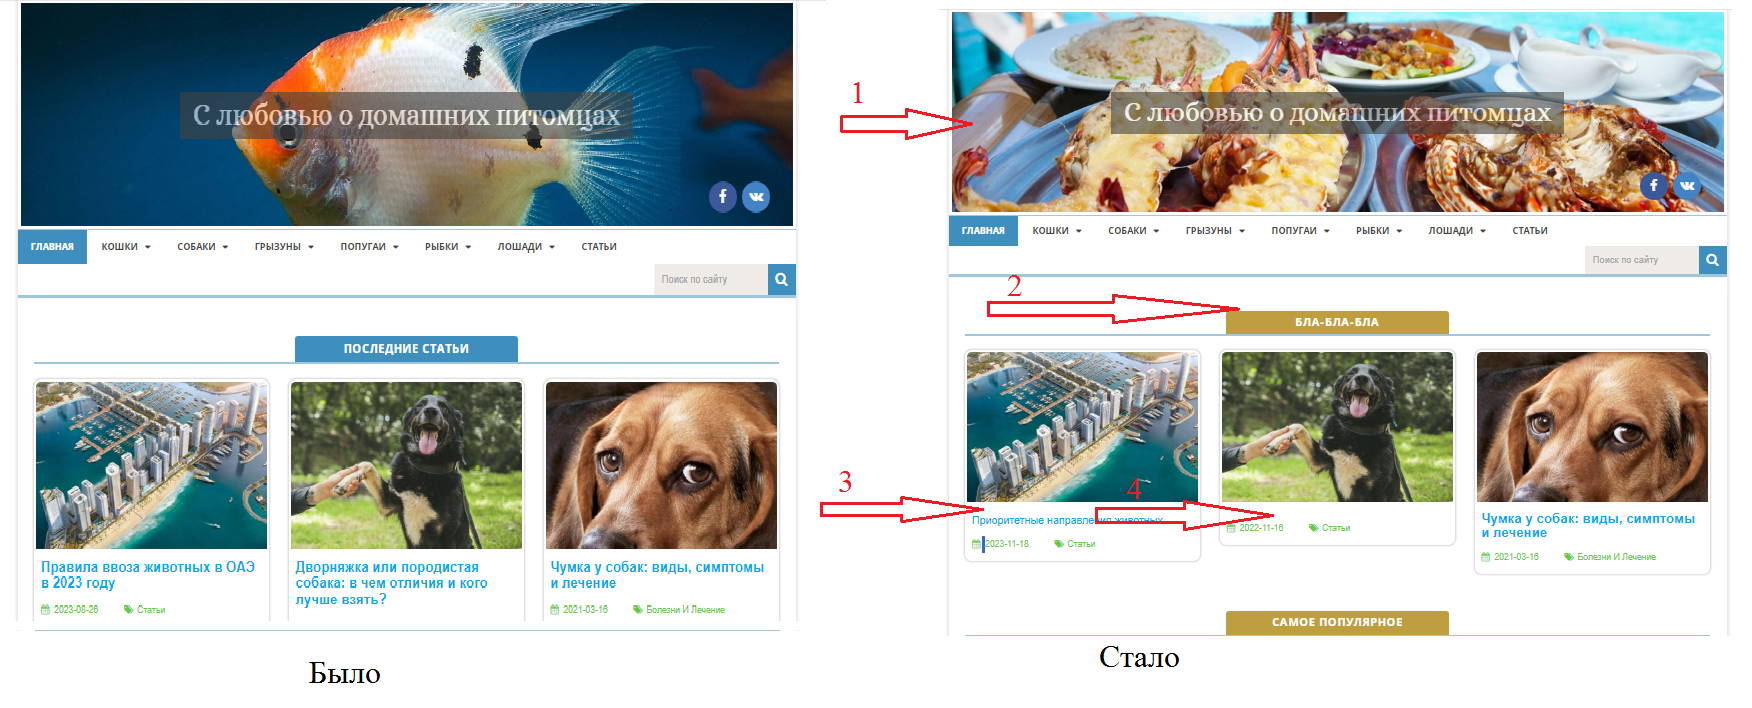 С любовью о домашних питомцах
ГЛАВНАЯ КОШКИ СОБАКИ ГРЫЗУНЫ ПОПУГАИ РЫБКИ ЛОШАДИ СТАТЬИ
Поиск по сайту
ПОСЛЕДНИЕ СТАТЬИ
Правила ввоза животных в ОАЭ
в 2023 году
2023-08-26 Статьи
Дворняжка или породистая
собака: в чем отличия и кого
лучше взять?
Чумка у собак: виды, симптомы
и лечение
2021-03-16 Болезни И Лечение
Было
1
С любовью о домашних питомцах
ГЛАВНАЯ КОШКИ СОБАКИ ГРЫЗУНЫ ПОПУГАИ РЫБКИ ЛОШАДИ СТАТЬИ
Поиск по сайту
2
БЛА-БЛА-БЛА
3
Приоритетные направления животных
2023-11-18 Статьи
4
2022-11-16 Статьи
Чумка у собак: виды, симптомы
и лечение
2021-03-16 Болезни И Лечение
САМОЕ ПОПУЛЯРНОЕ
Стало